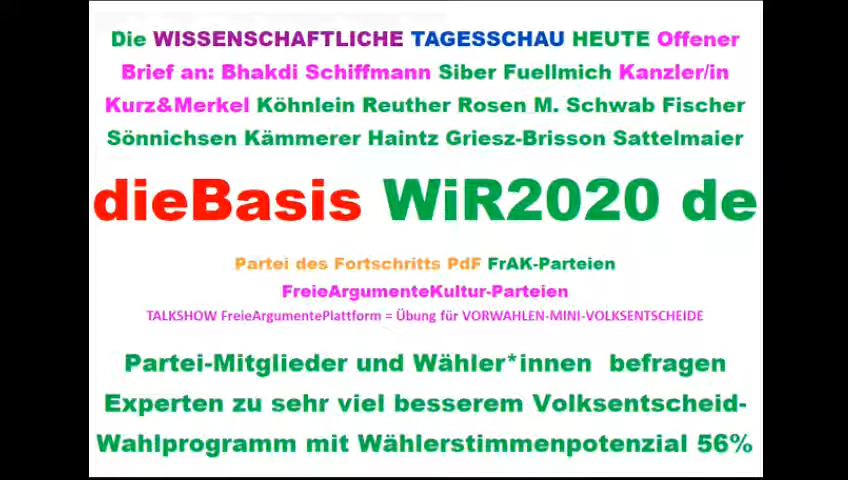 Die WISSENSCHAFTLICHE TAGESSCHAU HEUTE Offener
Brief an: Bhakdi Schiffmann Siber Fuellmich Kanzler/in
Kurz&Merkel Köhnlein Reuther Rosen M. Schwab Fischer
Sönnichsen Kämmerer Haintz Griesz-Brisson Sattelmaier
dieBasis WiR2020 de
Partei des Fortschritts PdF FrAK-Parteien
FreieArgumenteKultur-Parteien
TALKSHOW FreieArgumentePlattform = Übung für VORWAHLEN-MINI-VOLKSENTSCHEIDE
Partei-Mitglieder und Wähler*innen befragen
Experten zu sehr viel besserem Volksentscheid-
Wahlprogramm mit Wählerstimmenpotenzial 56%